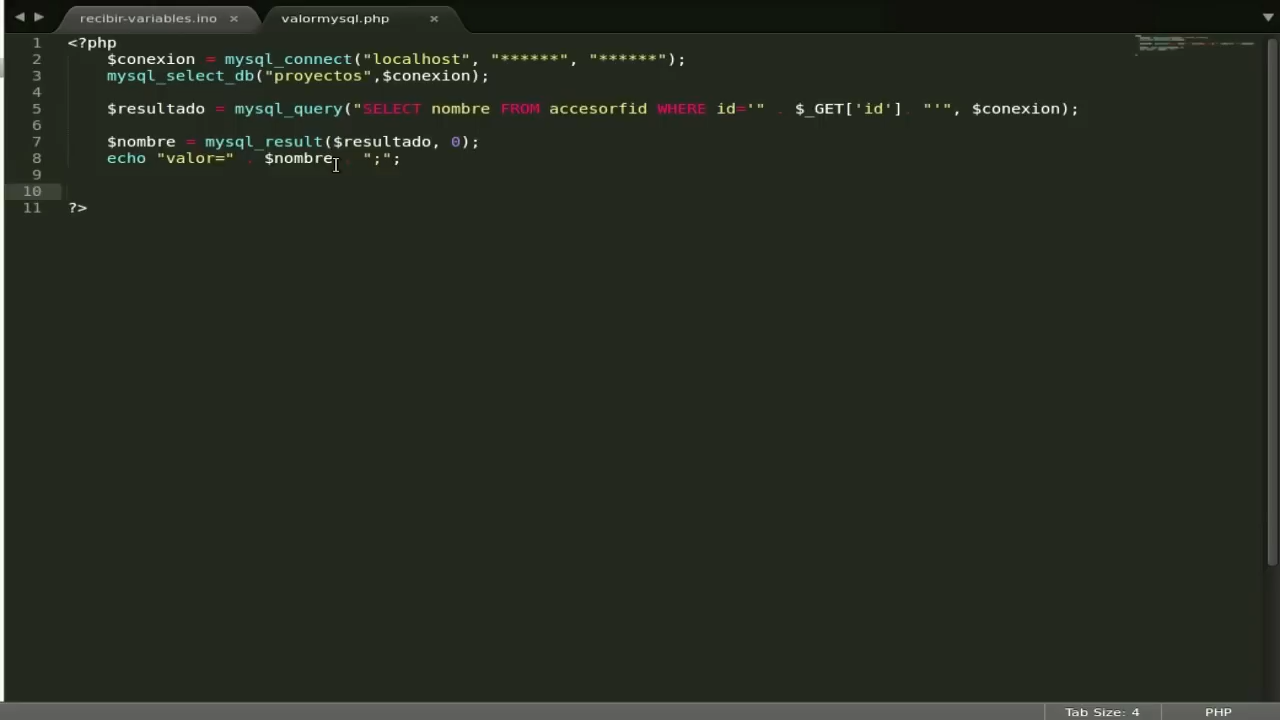 recibir-variables.ino × valormysql.php ×
1 <?php
2 $conexion = mysql_connect("localhost", "******", "******");
3 mysql_select_db("proyectos",$conexion);
4
5 $resultado = mysql_query("SELECT nombre FROM accesorfid WHERE id='" . $_GET['id'] . "'", $conexion);
6
7 $nombre = mysql_result($resultado, 0);
8 echo "valor=" . $nombre . ";";
9
10
11 ?>
Tab Size: 4 PHP